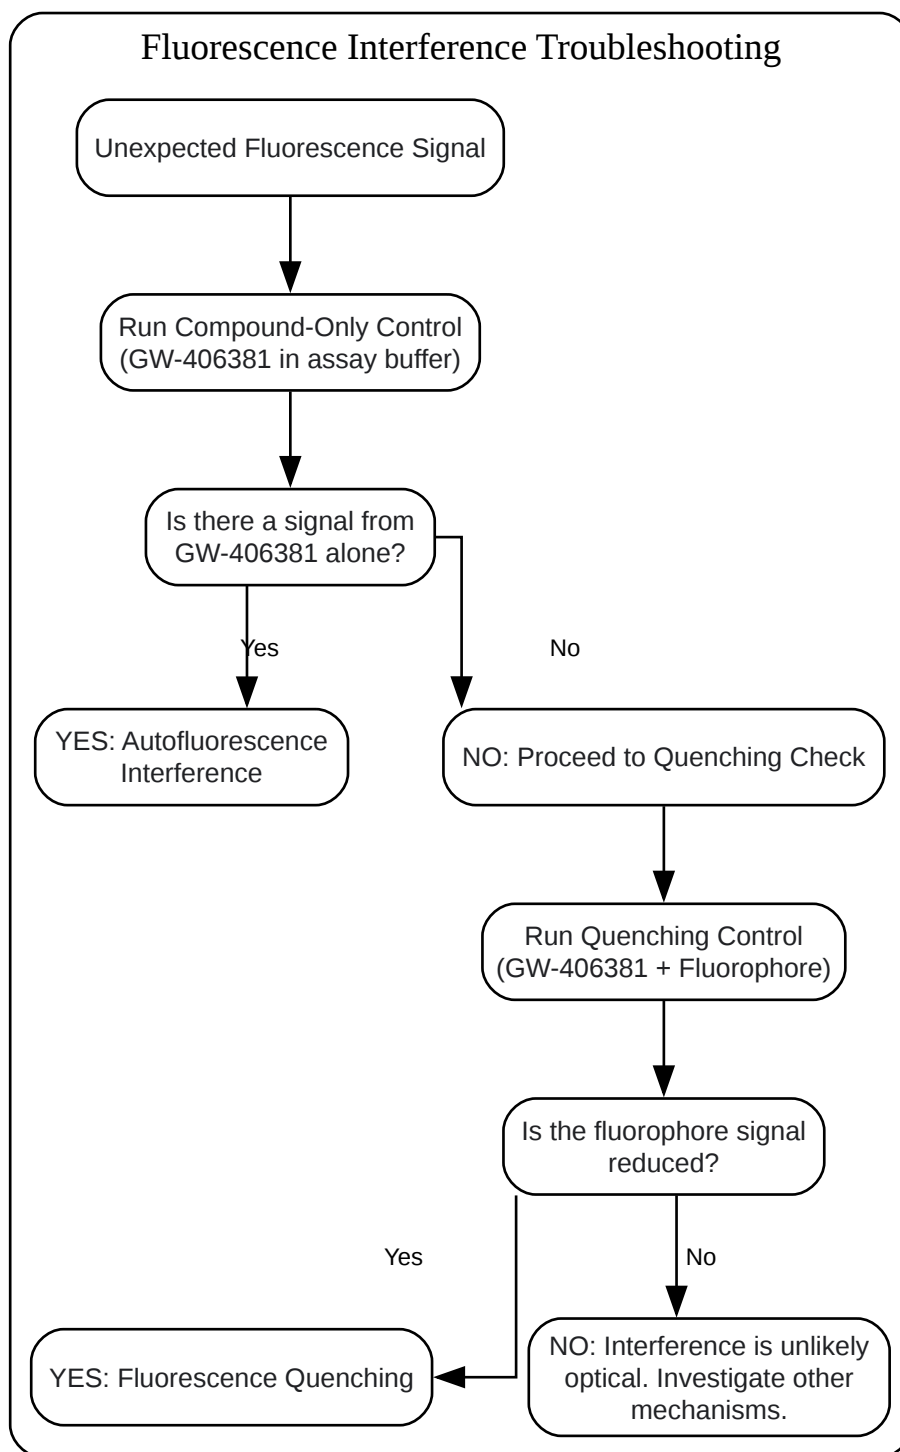 Fluorescence Interference Troubleshooting
Unexpected Fluorescence Signal
Run Compound-Only Control
(GW-406381 in assay buffer)
Is there a signal from
GW-406381 alone?
Yes
No
YES: Autofluorescence
Interference
NO: Proceed to Quenching Check
Run Quenching Control
(GW-406381 + Fluorophore)
Is the fluorophore signal
reduced?
Yes
No
YES: Fluorescence Quenching
NO: Interference is unlikely
optical. Investigate other
mechanisms.